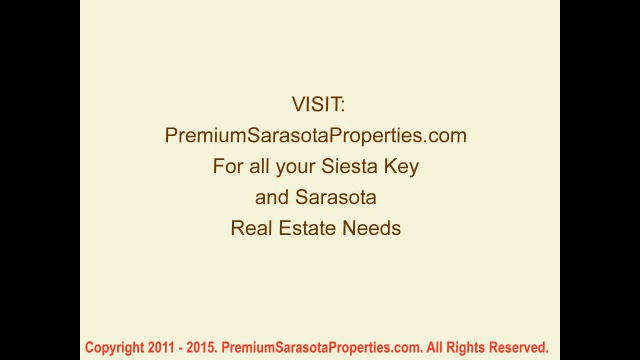 VISIT:
PremiumSarasotaProperties.com
For all your Siesta Key
and Sarasota
Real Estate Needs
Copyright 2011 - 2015. PremiumSarasotaProperties.com. All Rights Reserved.